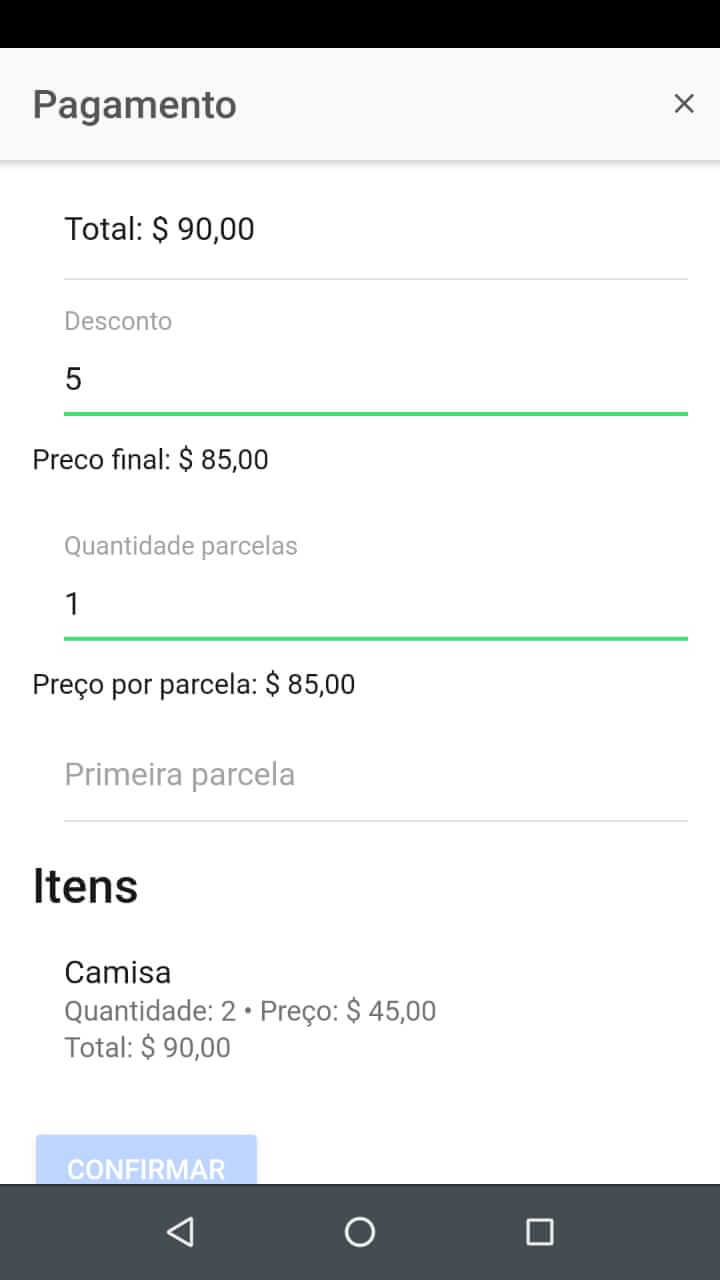 Pagamento
Total: $ 90,00
Desconto
5
Preco final: $ 85,00
Quantidade parcelas
1
Preço por parcela: $ 85,00
Primeira parcela
Itens
Camisa
Quantidade: 2 • Preço: $ 45,00
Total: $ 90,00
CONFIRMAR